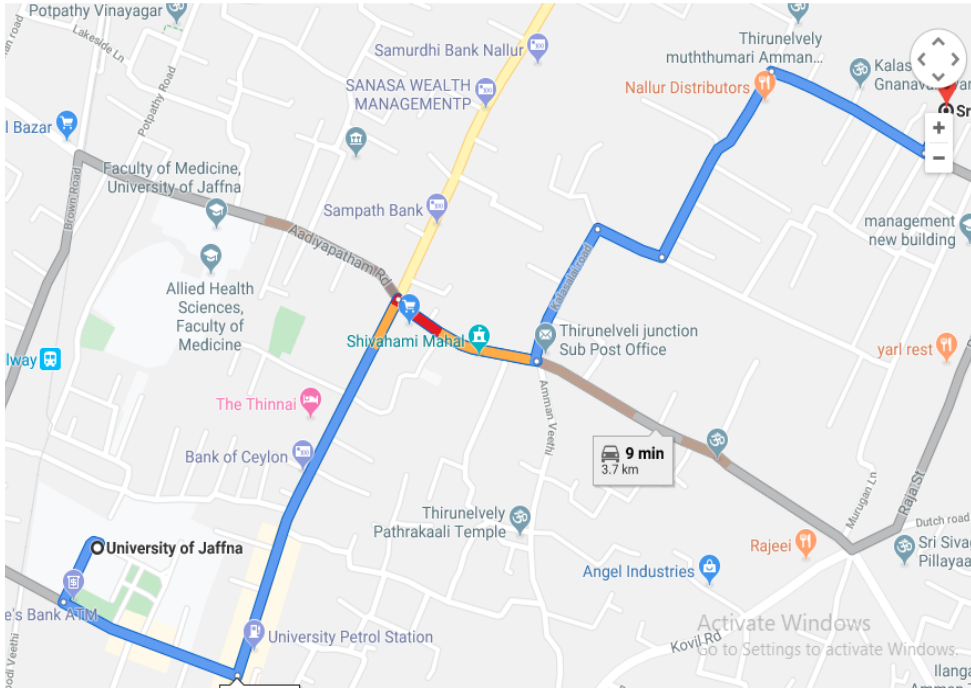 Potpathy Vinayagar
Lakeside Ln
Samurdhi Bank Nallur
Thirunelvely
muththumari Amman...
SANASA WEALTH
MANAGEMENTP
Nallur Distributors
Kalas
Gnanava
Sr
l Bazar
Potpathy Road
Faculty of Medicine,
University of Jaffna
Brown Road
Sampath Bank
Aadiyapatham Rd
management
new building
Kalasalai road
Allied Health
Sciences,
Faculty of
Medicine
Shivahami Mahal
Thirunelveli junction
Sub Post Office
yarl rest
lway
The Thinnai
Amman Veethi
9 min
3.7 km
Bank of Ceylon
Murugan Ln
Raja St
Thirunelvely
Pathrakaali Temple
Dutch road
University of Jaffna
Rajeei
Sri Siva
Pillayaa
Angel Industries
e's Bank ATM
University Petrol Station
Kovil Rd
Activate Windows
Go to Settings to activate Windows.
oodi Veethi
Ilanga